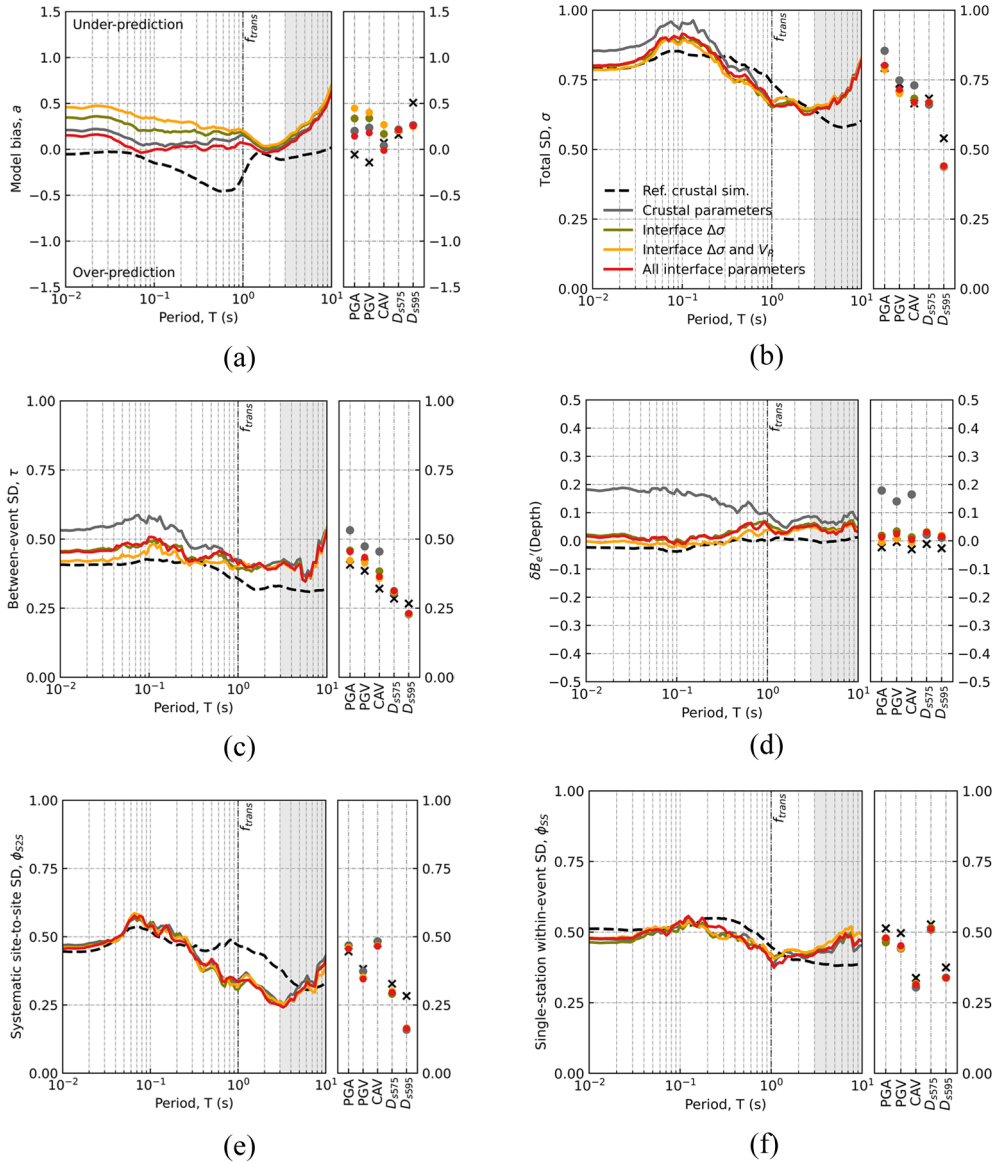 1.5
1.0
0.5
0.0
−0.5
−1.0
−1.5
Model bias, a
Under-prediction
Over-prediction
f_trans
10^−2
10^−1
10^0
10^1
Period, T (s)
1.5
1.0
0.5
0.0
−0.5
−1.0
−1.5
PGA
PGV
CAV
D_s575
D_s595
(a)
1.00
0.75
0.50
0.25
0.00
Total SD, σ
f_trans
Ref. crustal sim.
Crustal parameters
Interface Δσ
Interface Δσ and V_R
All interface parameters
10^−2
10^−1
10^0
10^1
Period, T (s)
1.00
0.75
0.50
0.25
0.00
PGA
PGV
CAV
D_s575
D_s595
(b)
1.00
0.75
0.50
0.25
0.00
Between-event SD, τ
f_trans
10^−2
10^−1
10^0
10^1
Period, T (s)
1.00
0.75
0.50
0.25
0.00
PGA
PGV
CAV
D_s575
D_s595
(c)
0.5
0.4
0.3
0.2
0.1
0.0
−0.1
−0.2
−0.3
−0.4
−0.5
δB_e′(Depth)
f_trans
10^−2
10^−1
10^0
10^1
Period, T (s)
0.5
0.4
0.3
0.2
0.1
0.0
−0.1
−0.2
−0.3
−0.4
−0.5
PGA
PGV
CAV
D_s575
D_s595
(d)
1.00
0.75
0.50
0.25
0.00
Systematic site-to-site SD, ϕ_S2S
f_trans
10^−2
10^−1
10^0
10^1
Period, T (s)
1.00
0.75
0.50
0.25
0.00
PGA
PGV
CAV
D_s575
D_s595
(e)
1.00
0.75
0.50
0.25
0.00
Single-station within-event SD, ϕ_SS
f_trans
10^−2
10^−1
10^0
10^1
Period, T (s)
1.00
0.75
0.50
0.25
0.00
PGA
PGV
CAV
D_s575
D_s595
(f)